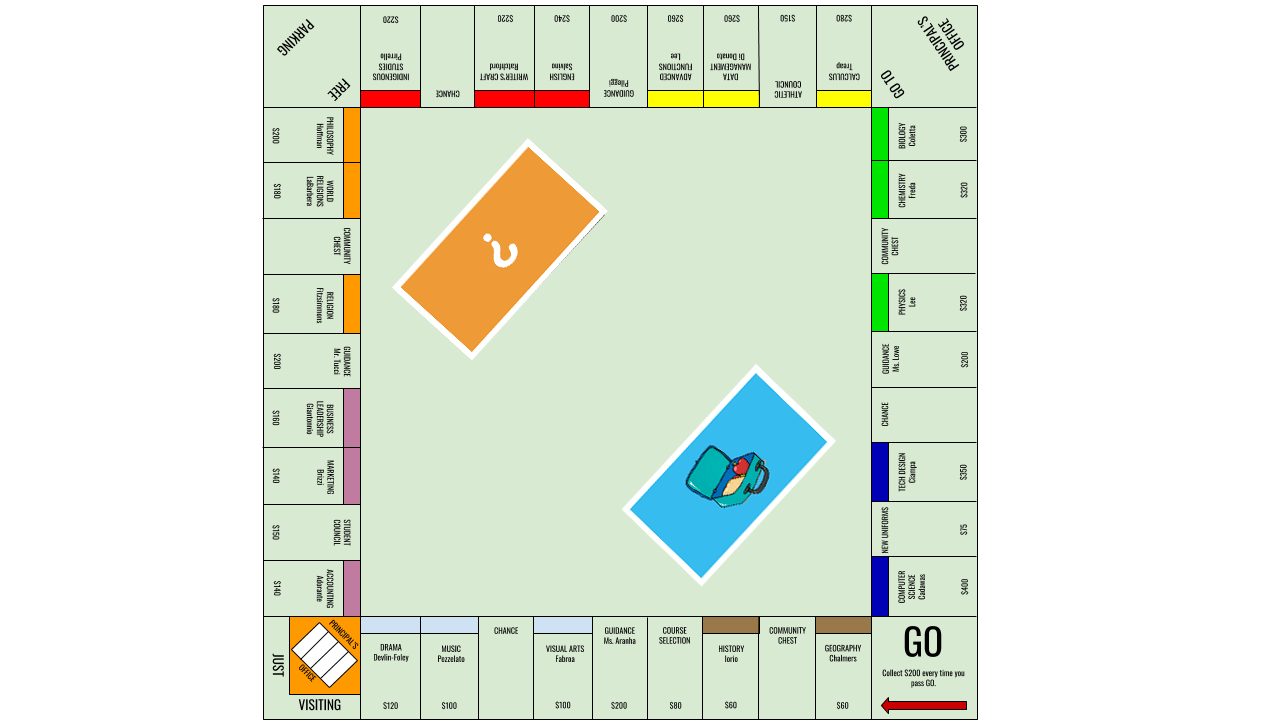 FREE
PARKING
$220
INDIGENOUS
STUDIES
Pirrello
CHANCE
$220
WRITER'S CRAFT
Ratchford
$240
ENGLISH
Salvino
$200
GUIDANCE
Pileggi
$260
ADVANCED
FUNCTIONS
Lee
$260
DATA
MANAGEMENT
Di Donato
$150
ATHLETIC
COUNCIL
$280
CALCULUS
Treap
GO TO
PRINCIPAL'S
OFFICE
PHILOSOPHY
Hoffman
$200
WORLD
RELIGIONS
LaBarbera
$180
COMMUNITY
CHEST
RELIGION
Fitzsimmons
$180
GUIDANCE
Mr. Tucci
$200
BUSINESS
LEADERSHIP
Giantonnio
$160
MARKETING
Brizzi
$140
STUDENT
COUNCIL
$150
ACCOUNTING
Adorante
$140
?
BIOLOGY
Coletta
$300
CHEMISTRY
Freda
$320
COMMUNITY
CHEST
PHYSICS
Lee
$320
GUIDANCE
Ms. Lowe
$200
CHANCE
TECH DESIGN
Ciampa
$350
NEW UNIFORMS
$75
COMPUTER
SCIENCE
Cadawas
$400
JUST
VISITING
PRINCIPAL'S
OFFICE
DRAMA
Devlin-Foley
$120
MUSIC
Pezzelato
$100
CHANCE
VISUAL ARTS
Fabroa
$100
GUIDANCE
Ms. Aranha
$200
COURSE
SELECTION
$80
HISTORY
Iorio
$60
COMMUNITY
CHEST
GEOGRAPHY
Chalmers
$60
GO
Collect $200 every time you
pass GO.